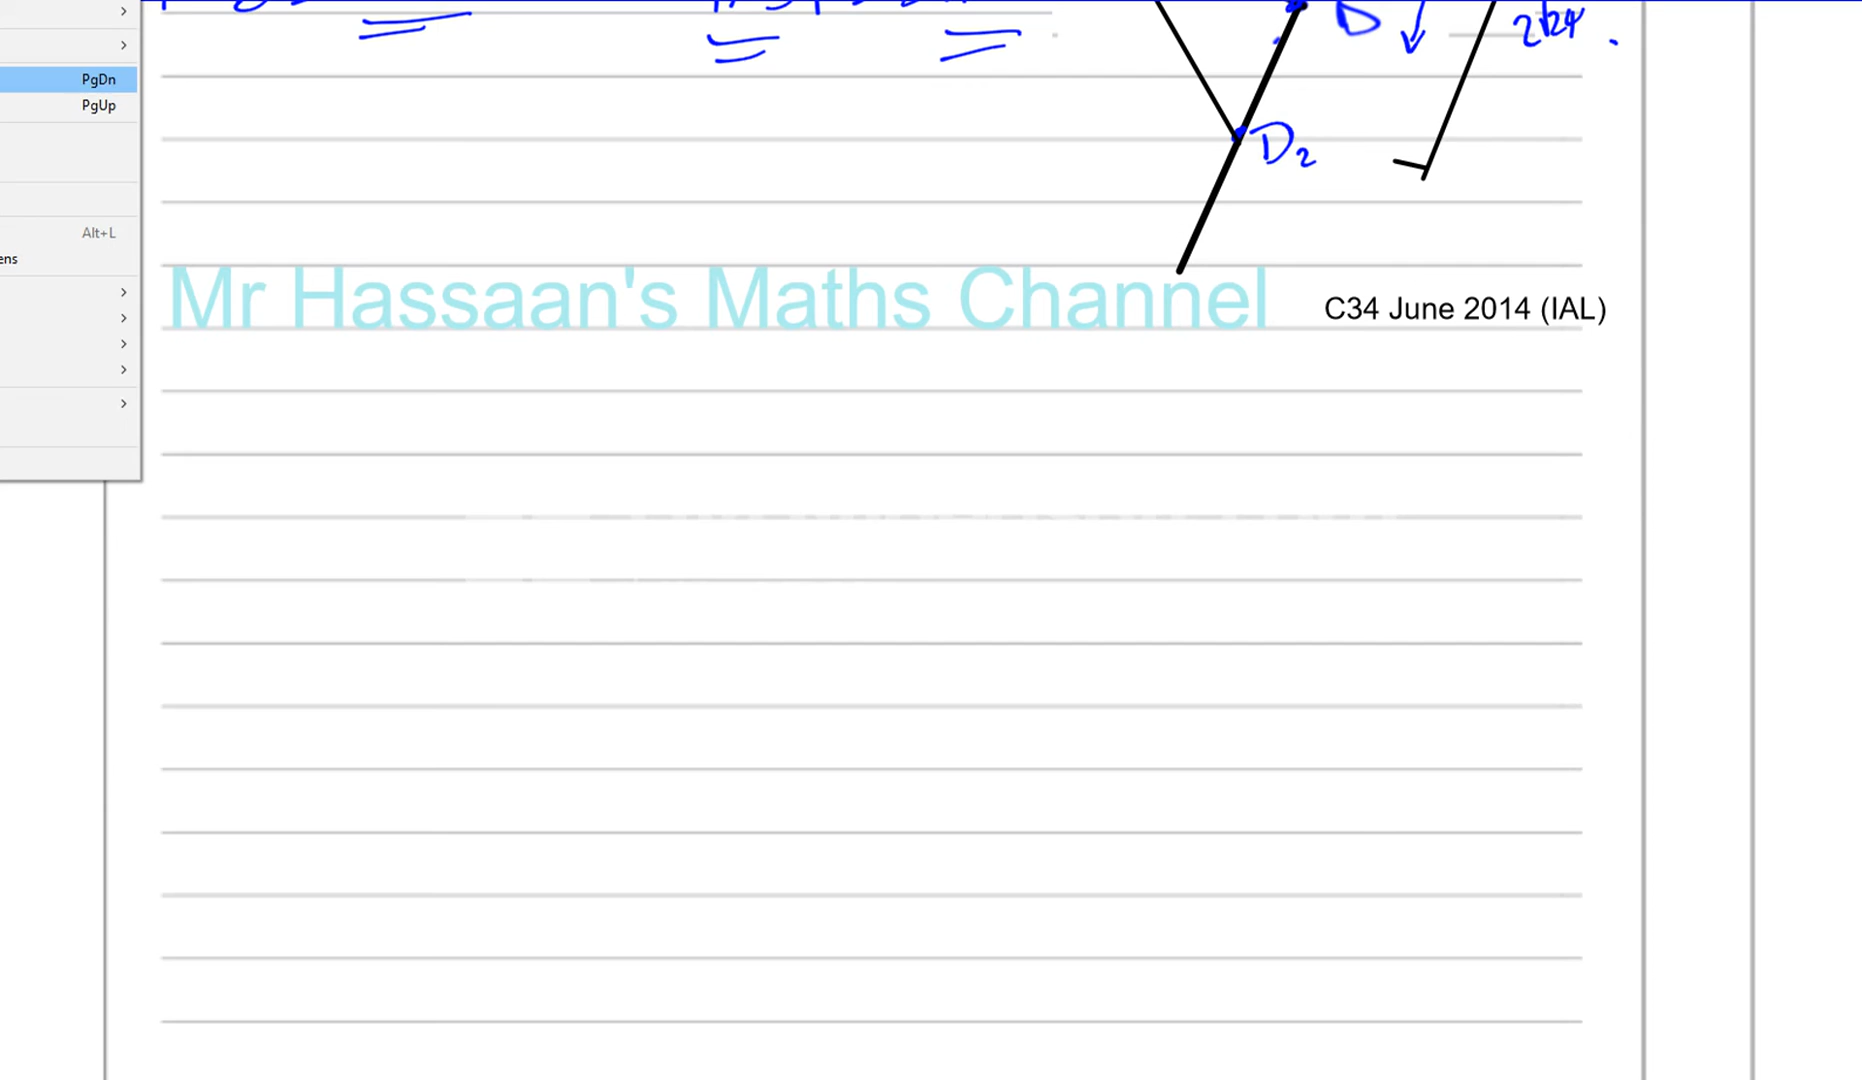 D
PgDn
PgUp
D2
Alt+L
ens
Mr Hassaan's Maths Channel
C34 June 2014 (IAL)